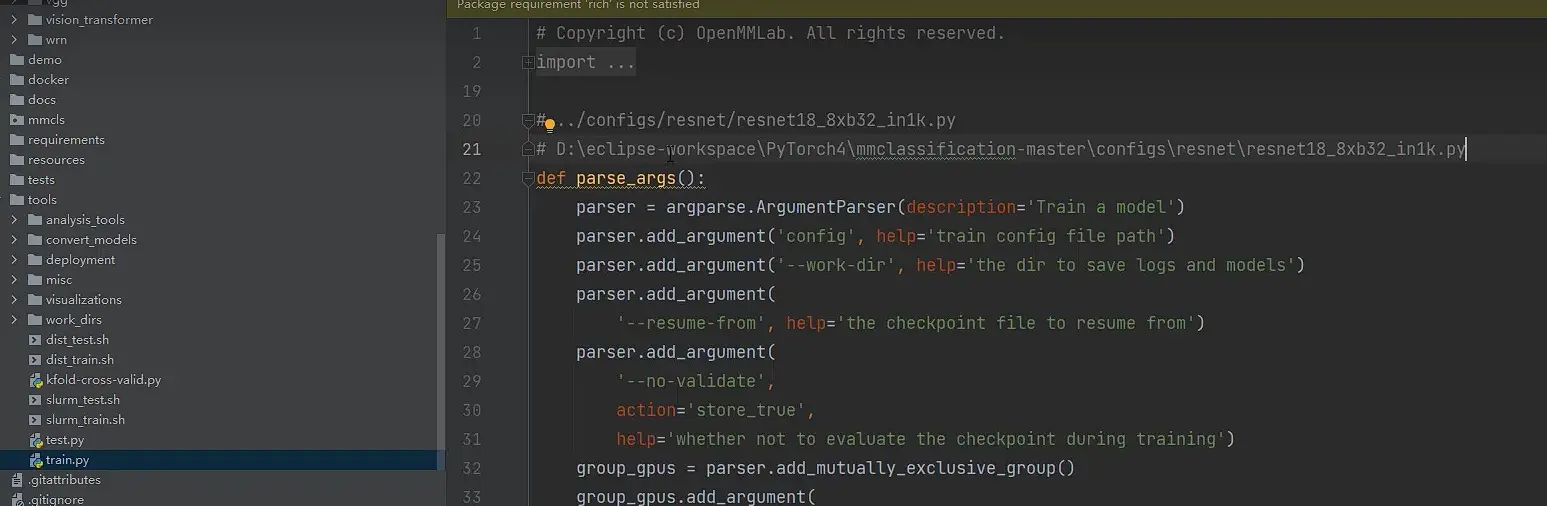 vgg
vision_transformer
wrn
demo
docker
docs
mmcls
requirements
resources
tests
tools
analysis_tools
convert_models
deployment
misc
visualizations
work_dirs
dist_test.sh
dist_train.sh
kfold-cross-valid.py
slurm_test.sh
slurm_train.sh
test.py
train.py
.gitattributes
.gitignore
Package requirement 'rich' is not satisfied
1 # Copyright (c) OpenMMLab. All rights reserved.
2 import ...
19
20 # ../configs/resnet/resnet18_8xb32_in1k.py
21 # D:\eclipse-workspace\PyTorch4\mmclassification-master\configs\resnet\resnet18_8xb32_in1k.py
22 def parse_args():
23 parser = argparse.ArgumentParser(description='Train a model')
24 parser.add_argument('config', help='train config file path')
25 parser.add_argument('--work-dir', help='the dir to save logs and models')
26 parser.add_argument(
27 '--resume-from', help='the checkpoint file to resume from')
28 parser.add_argument(
29 '--no-validate',
30 action='store_true',
31 help='whether not to evaluate the checkpoint during training')
32 group_gpus = parser.add_mutually_exclusive_group()
33 group_gpus.add_argument(